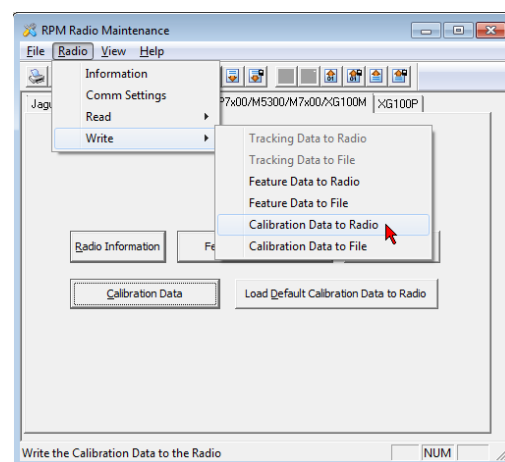 RPM Radio Maintenance
File Radio View Help
Information
Comm Settings
Read
Write
Jagu
7x00/M5300/M7x00/XG100M
XG100P
Tracking Data to Radio
Tracking Data to File
Feature Data to Radio
Feature Data to File
Calibration Data to Radio
Calibration Data to File
Radio Information
Fe
Calibration Data
Load Default Calibration Data to Radio
Write the Calibration Data to the Radio
NUM